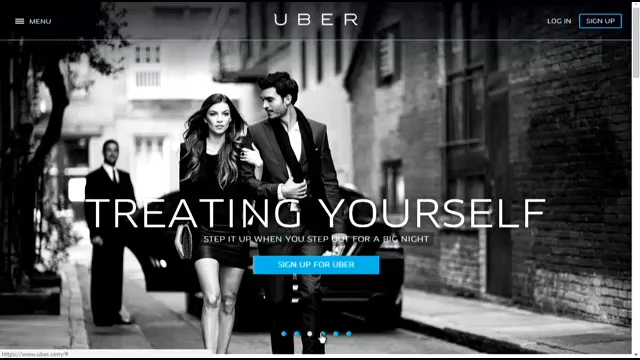 MENU
UBER
LOG IN
SIGN UP
TREATING YOURSELF
STEP IT UP WHEN YOU STEP OUT FOR A BIG NIGHT
SIGN UP FOR UBER
https://www.uber.com/#